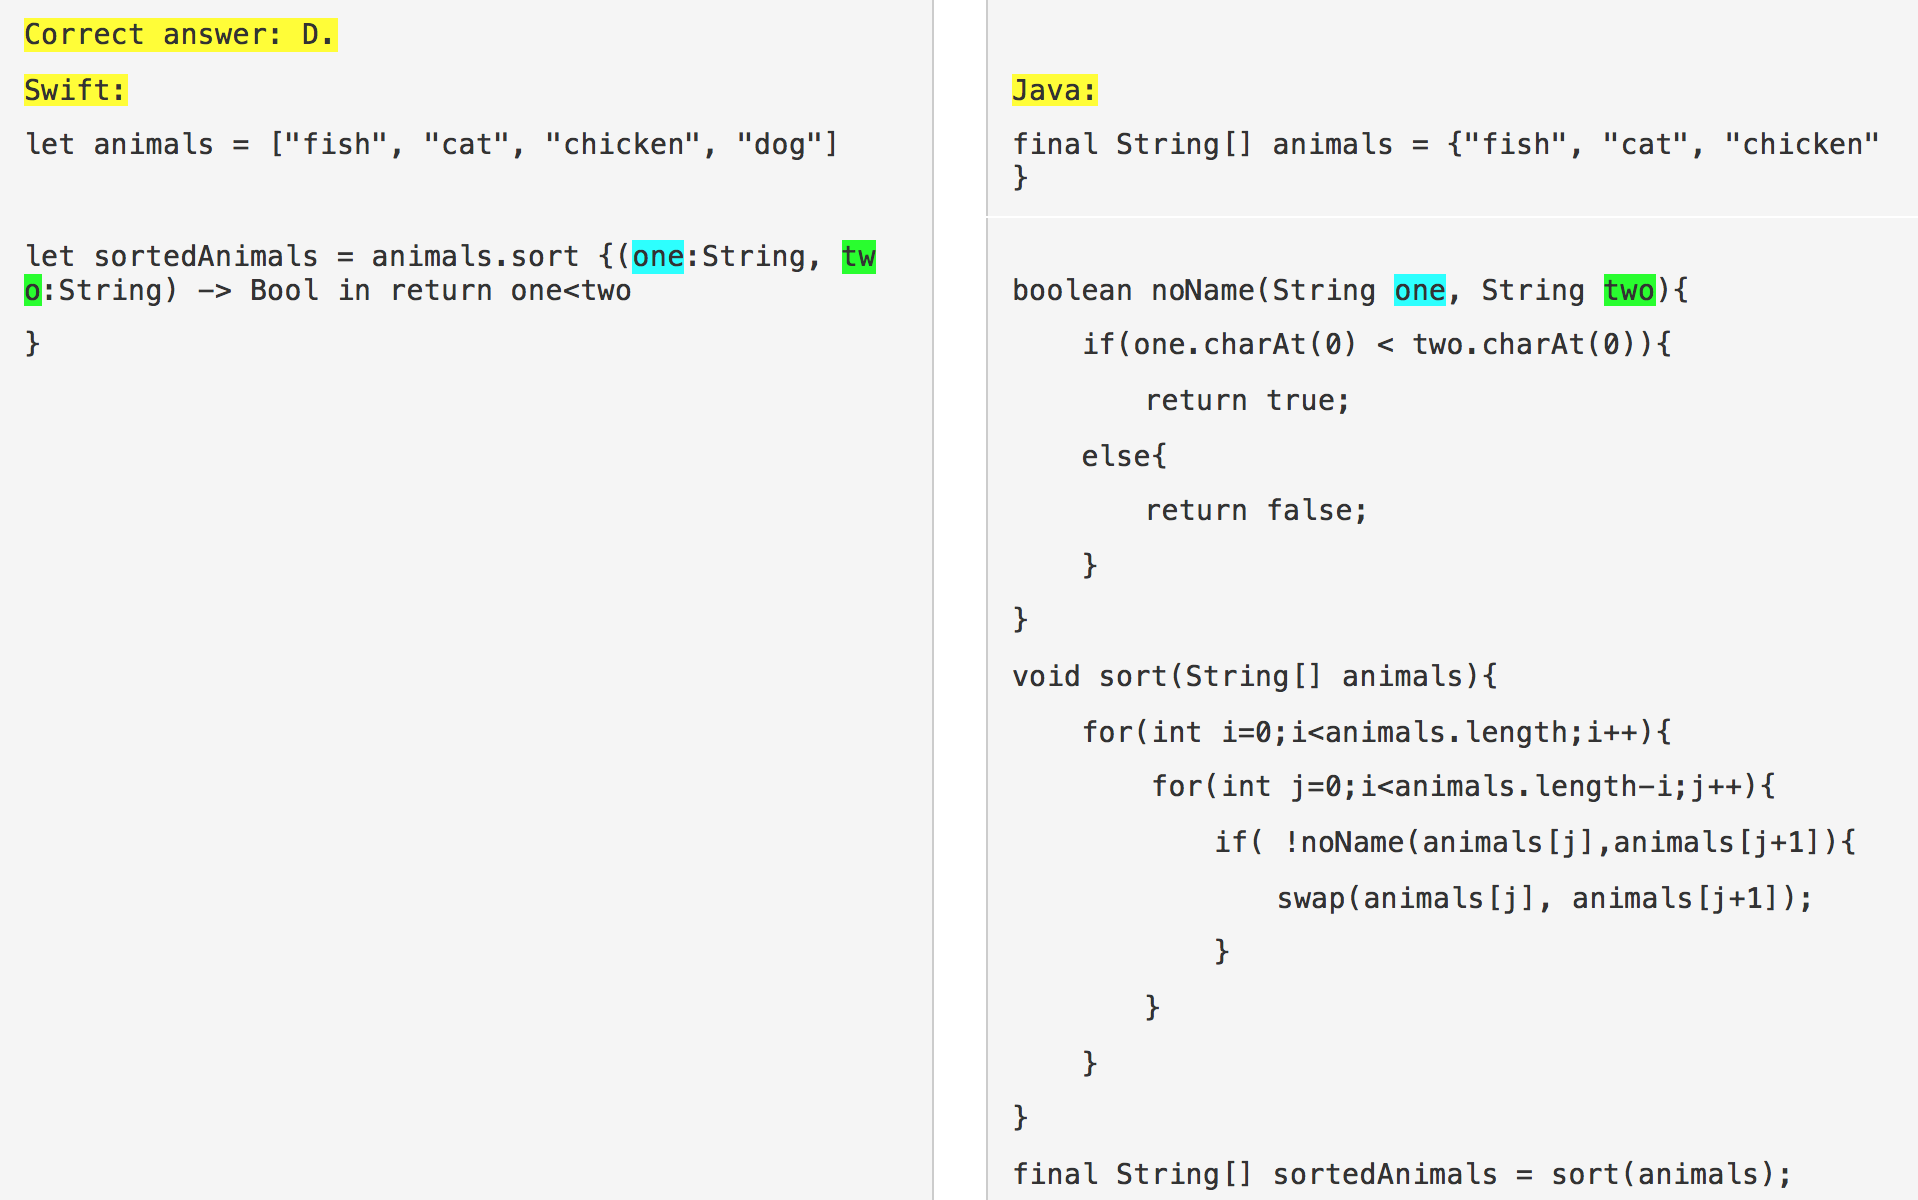 Correct answer: D.
Swift:
let animals = ["fish", "cat", "chicken", "dog"]
let sortedAnimals = animals.sort {(one:String, tw
o:String) -> Bool in return one<two
}
Java:
final String[] animals = {"fish", "cat", "chicken"
}
boolean noName(String one, String two){
if(one.charAt(0) < two.charAt(0)){
return true;
else{
return false;
}
}
void sort(String[] animals){
for(int i=0;i<animals.length;i++){
for(int j=0;i<animals.length-i;j++){
if( !noName(animals[j],animals[j+1]){
swap(animals[j], animals[j+1]);
}
}
}
}
final String[] sortedAnimals = sort(animals);